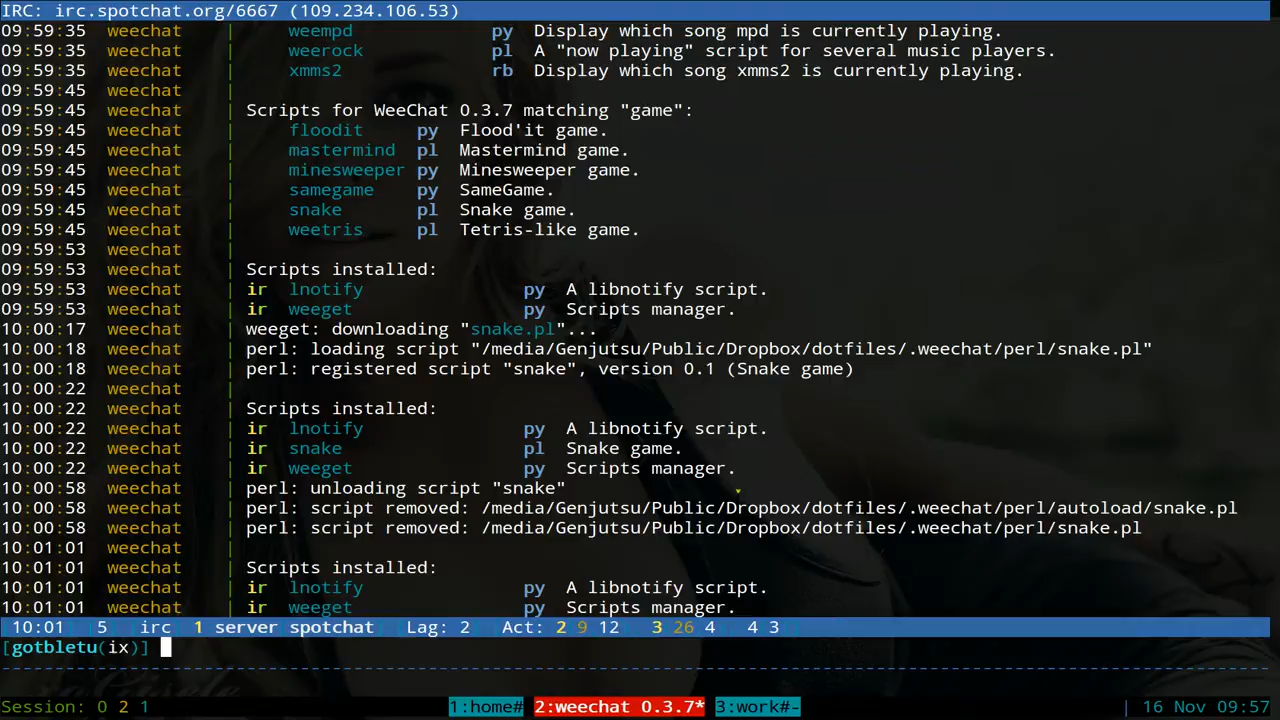 IRC: irc.spotchat.org/6667 (109.234.106.53)
09:59:35 weechat | weempd py Display which song mpd is currently playing.
09:59:35 weechat | weerock pl A "now playing" script for several music players.
09:59:35 weechat | xmms2 rb Display which song xmms2 is currently playing.
09:59:45 weechat |
09:59:45 weechat | Scripts for WeeChat 0.3.7 matching "game":
09:59:45 weechat | floodit py Flood'it game.
09:59:45 weechat | mastermind pl Mastermind game.
09:59:45 weechat | minesweeper py Minesweeper game.
09:59:45 weechat | samegame py SameGame.
09:59:45 weechat | snake pl Snake game.
09:59:45 weechat | weetris pl Tetris-like game.
09:59:53 weechat |
09:59:53 weechat | Scripts installed:
09:59:53 weechat | ir lnotify py A libnotify script.
09:59:53 weechat | ir weeget py Scripts manager.
10:00:17 weechat | weeget: downloading "snake.pl"...
10:00:18 weechat | perl: loading script "/media/Genjutsu/Public/Dropbox/dotfiles/.weechat/perl/snake.pl"
10:00:18 weechat | perl: registered script "snake", version 0.1 (Snake game)
10:00:22 weechat |
10:00:22 weechat | Scripts installed:
10:00:22 weechat | ir lnotify py A libnotify script.
10:00:22 weechat | ir snake pl Snake game.
10:00:22 weechat | ir weeget py Scripts manager.
10:00:58 weechat | perl: unloading script "snake"
10:00:58 weechat | perl: script removed: /media/Genjutsu/Public/Dropbox/dotfiles/.weechat/perl/autoload/snake.pl
10:00:58 weechat | perl: script removed: /media/Genjutsu/Public/Dropbox/dotfiles/.weechat/perl/snake.pl
10:01:01 weechat |
10:01:01 weechat | Scripts installed:
10:01:01 weechat | ir lnotify py A libnotify script.
10:01:01 weechat | ir weeget py Scripts manager.
10:01 5 irc 1 server spotchat Lag: 2 Act: 2 9 12 3 26 4 4 3
[gotbletu(ix)]
Session: 0 2 1 1:home# 2:weechat 0.3.7* 3:work#- | 16 Nov 09:57